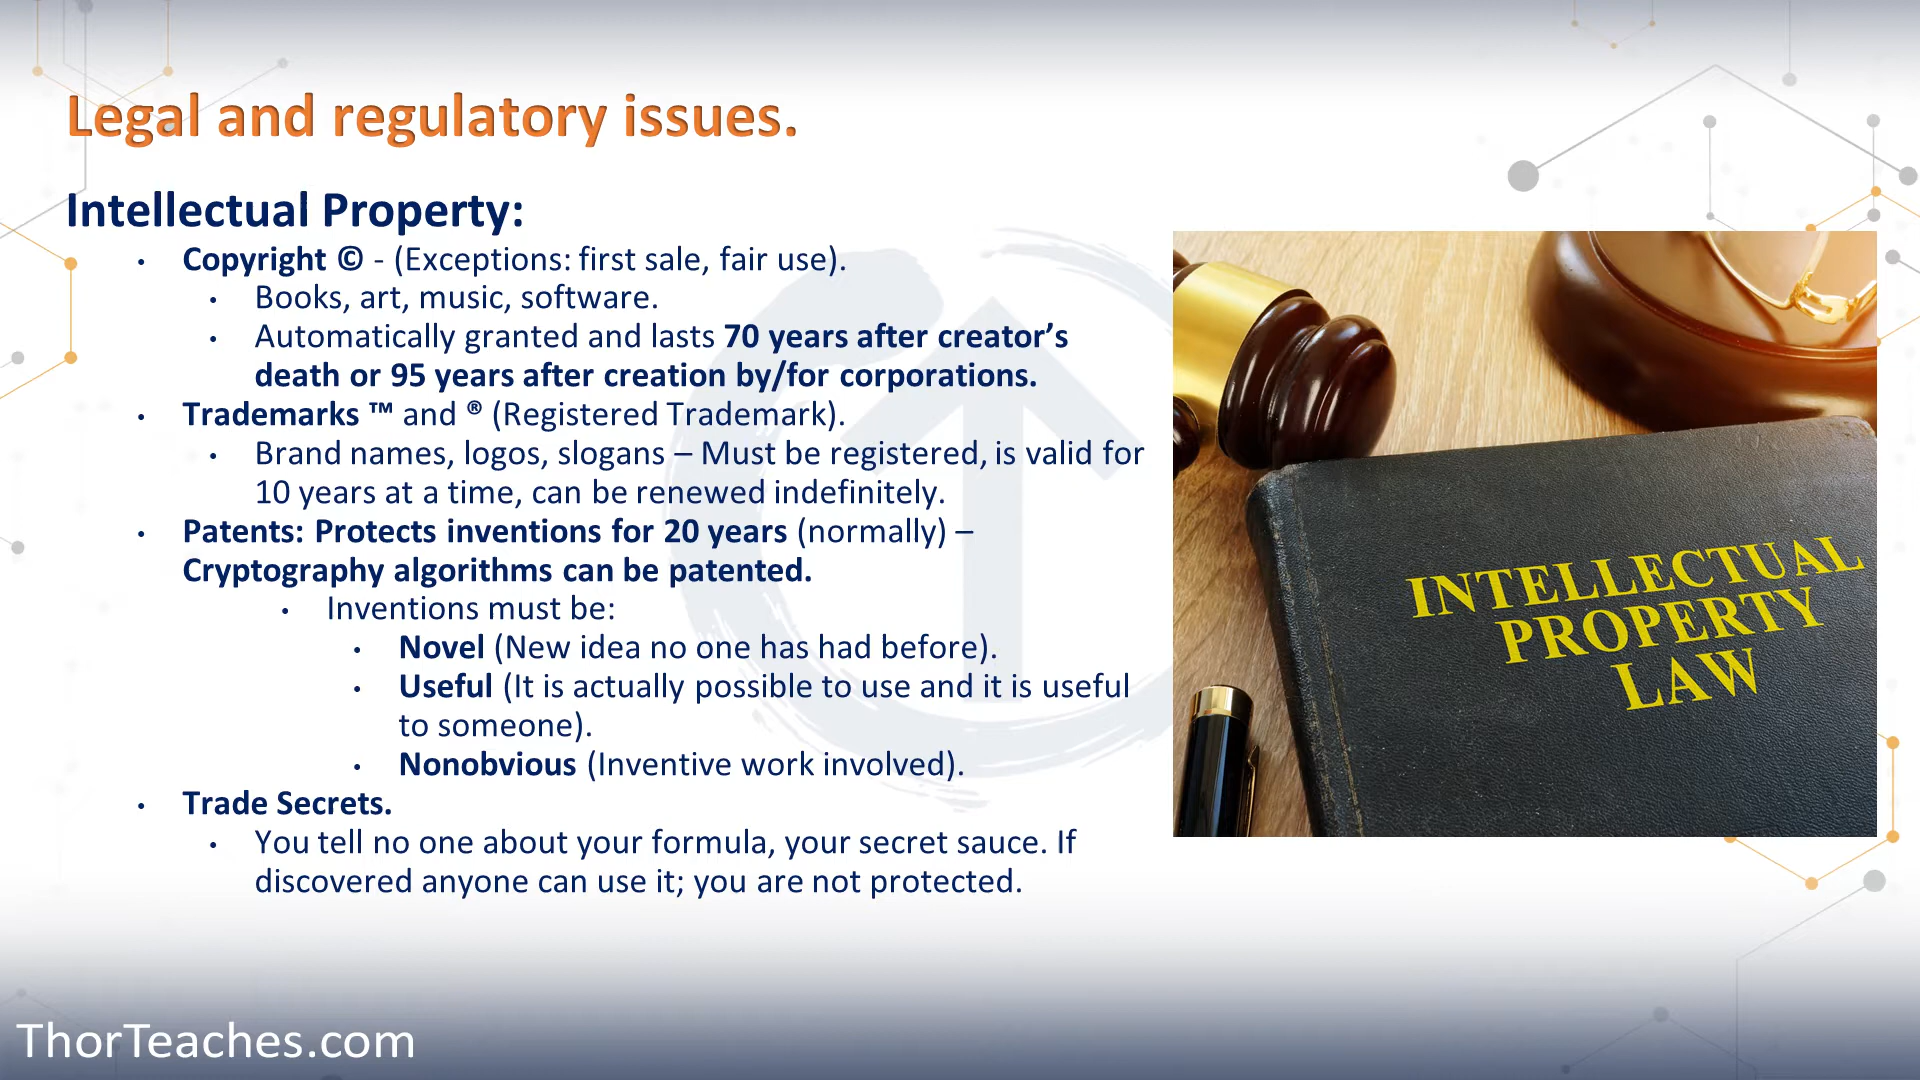 Legal and regulatory issues.
Intellectual Property:
• Copyright © - (Exceptions: first sale, fair use).
• Books, art, music, software.
• Automatically granted and lasts 70 years after creator’s
death or 95 years after creation by/for corporations.
• Trademarks ™ and ® (Registered Trademark).
• Brand names, logos, slogans – Must be registered, is valid for
10 years at a time, can be renewed indefinitely.
• Patents: Protects inventions for 20 years (normally) –
Cryptography algorithms can be patented.
• Inventions must be:
• Novel (New idea no one has had before).
• Useful (It is actually possible to use and it is useful
to someone).
• Nonobvious (Inventive work involved).
• Trade Secrets.
• You tell no one about your formula, your secret sauce. If
discovered anyone can use it; you are not protected.
INTELLECTUAL
PROPERTY
LAW
ThorTeaches.com